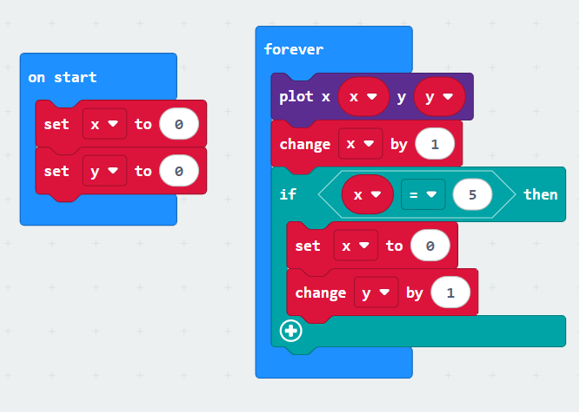 on start
set x to 0
set y to 0
forever
plot x x y y
change x by 1
if x = 5 then
set x to 0
change y by 1